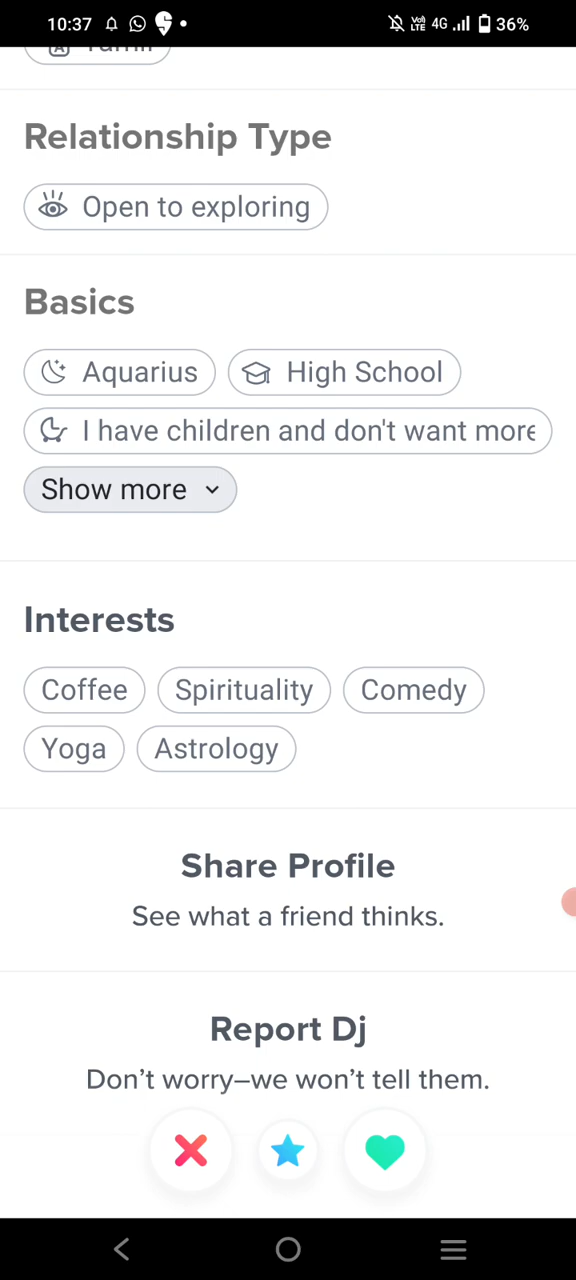 10:37
4G 36%
Tamil
Relationship Type
Open to exploring
Basics
Aquarius High School
I have children and don't want more
Show more
Interests
Coffee Spirituality Comedy
Yoga Astrology
Share Profile
See what a friend thinks.
Report Dj
Don’t worry—we won’t tell them.